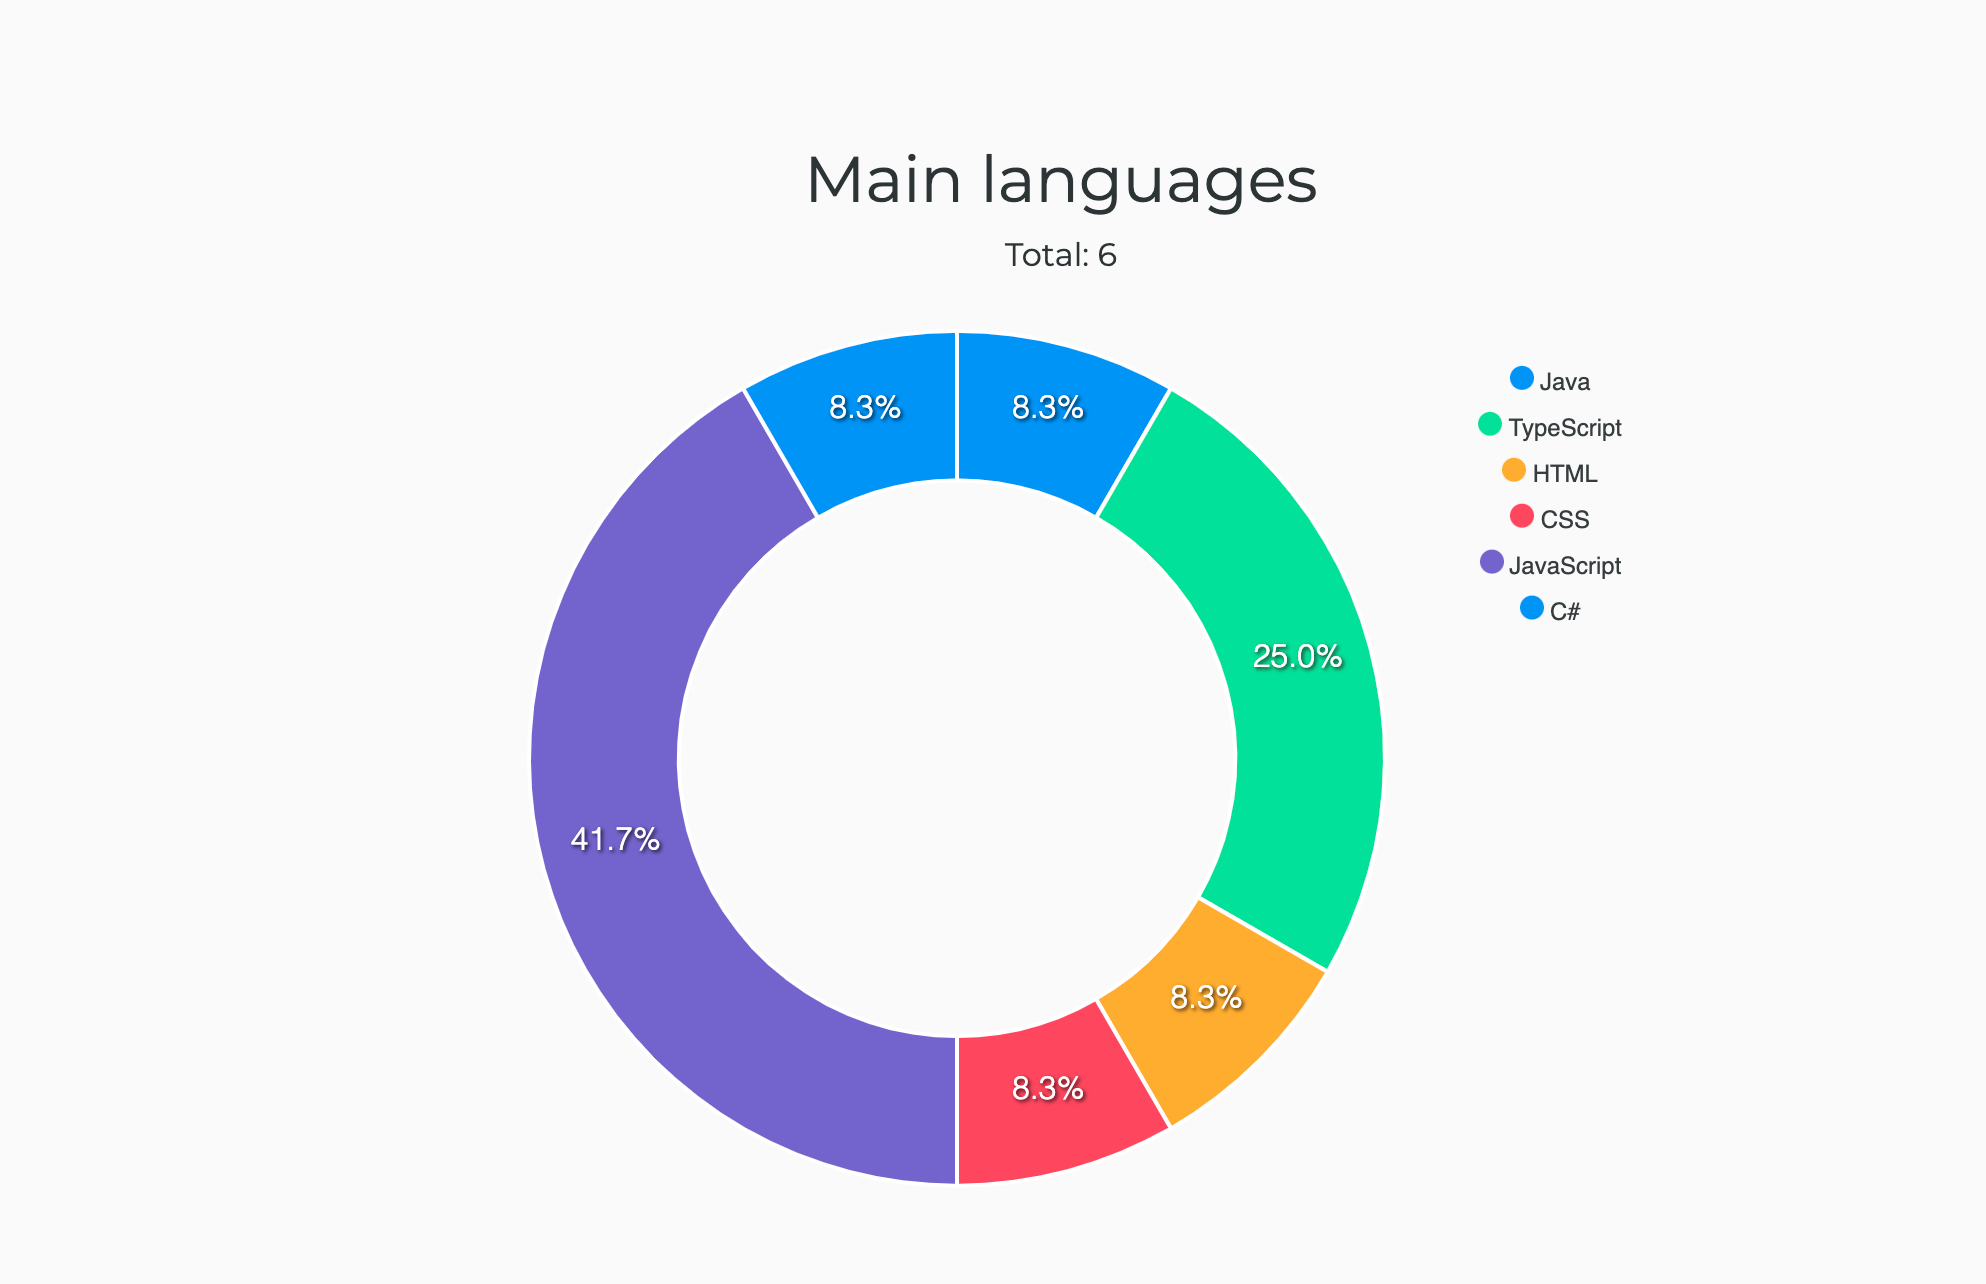 Main languages
Total: 6
8.3%
8.3%
25.0%
41.7%
8.3%
8.3%
Java
TypeScript
HTML
CSS
JavaScript
C#